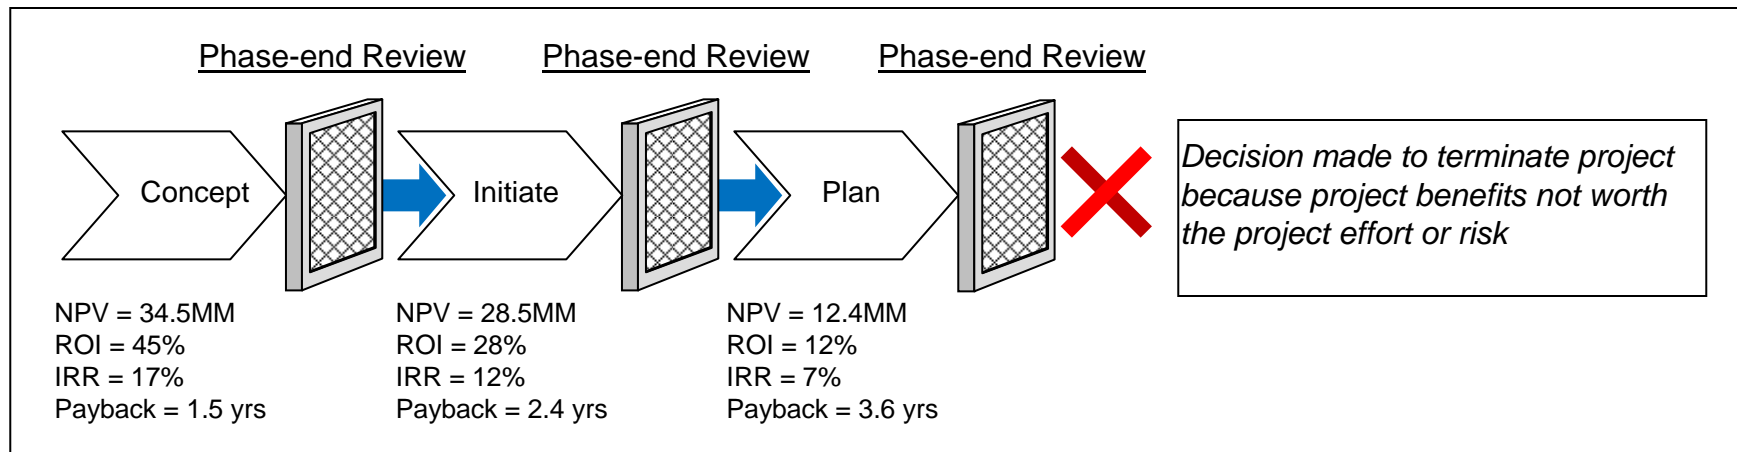 Phase-end Review
Phase-end Review
Phase-end Review
Concept
Initiate
Plan
Decision made to terminate project
because project benefits not worth
the project effort or risk
NPV = 34.5MM
ROI = 45%
IRR = 17%
Payback = 1.5 yrs
NPV = 28.5MM
ROI = 28%
IRR = 12%
Payback = 2.4 yrs
NPV = 12.4MM
ROI = 12%
IRR = 7%
Payback = 3.6 yrs